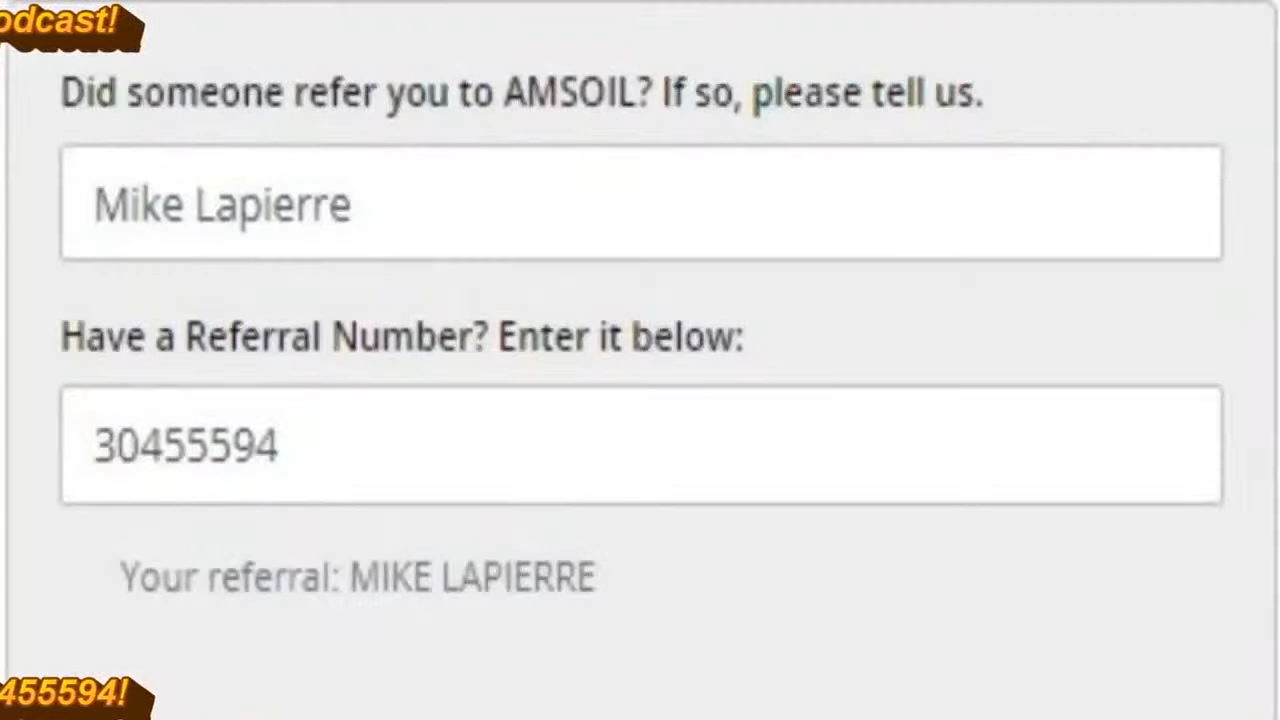 odcast!
Did someone refer you to AMSOIL? If so, please tell us.
Mike Lapierre
Have a Referral Number? Enter it below:
30455594
Your referral: MIKE LAPIERRE
455594!